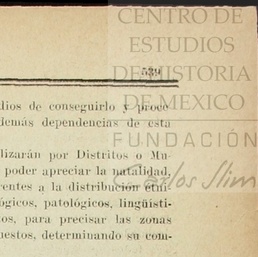 CENTRO DE
ESTUDIOS
DE HISTORIA
DE MEXICO
FUNDACIÓN
Carlos Slim
539
dios de conseguirlo y proce
demás dependencias de esta
lizarán por Distritos o Mu-
poder apreciar la natalidad,
rentes a la distribución étni-
ógicos, patológicos, lingüísti-
os, para precisar las zonas
uestos, determinando su com-